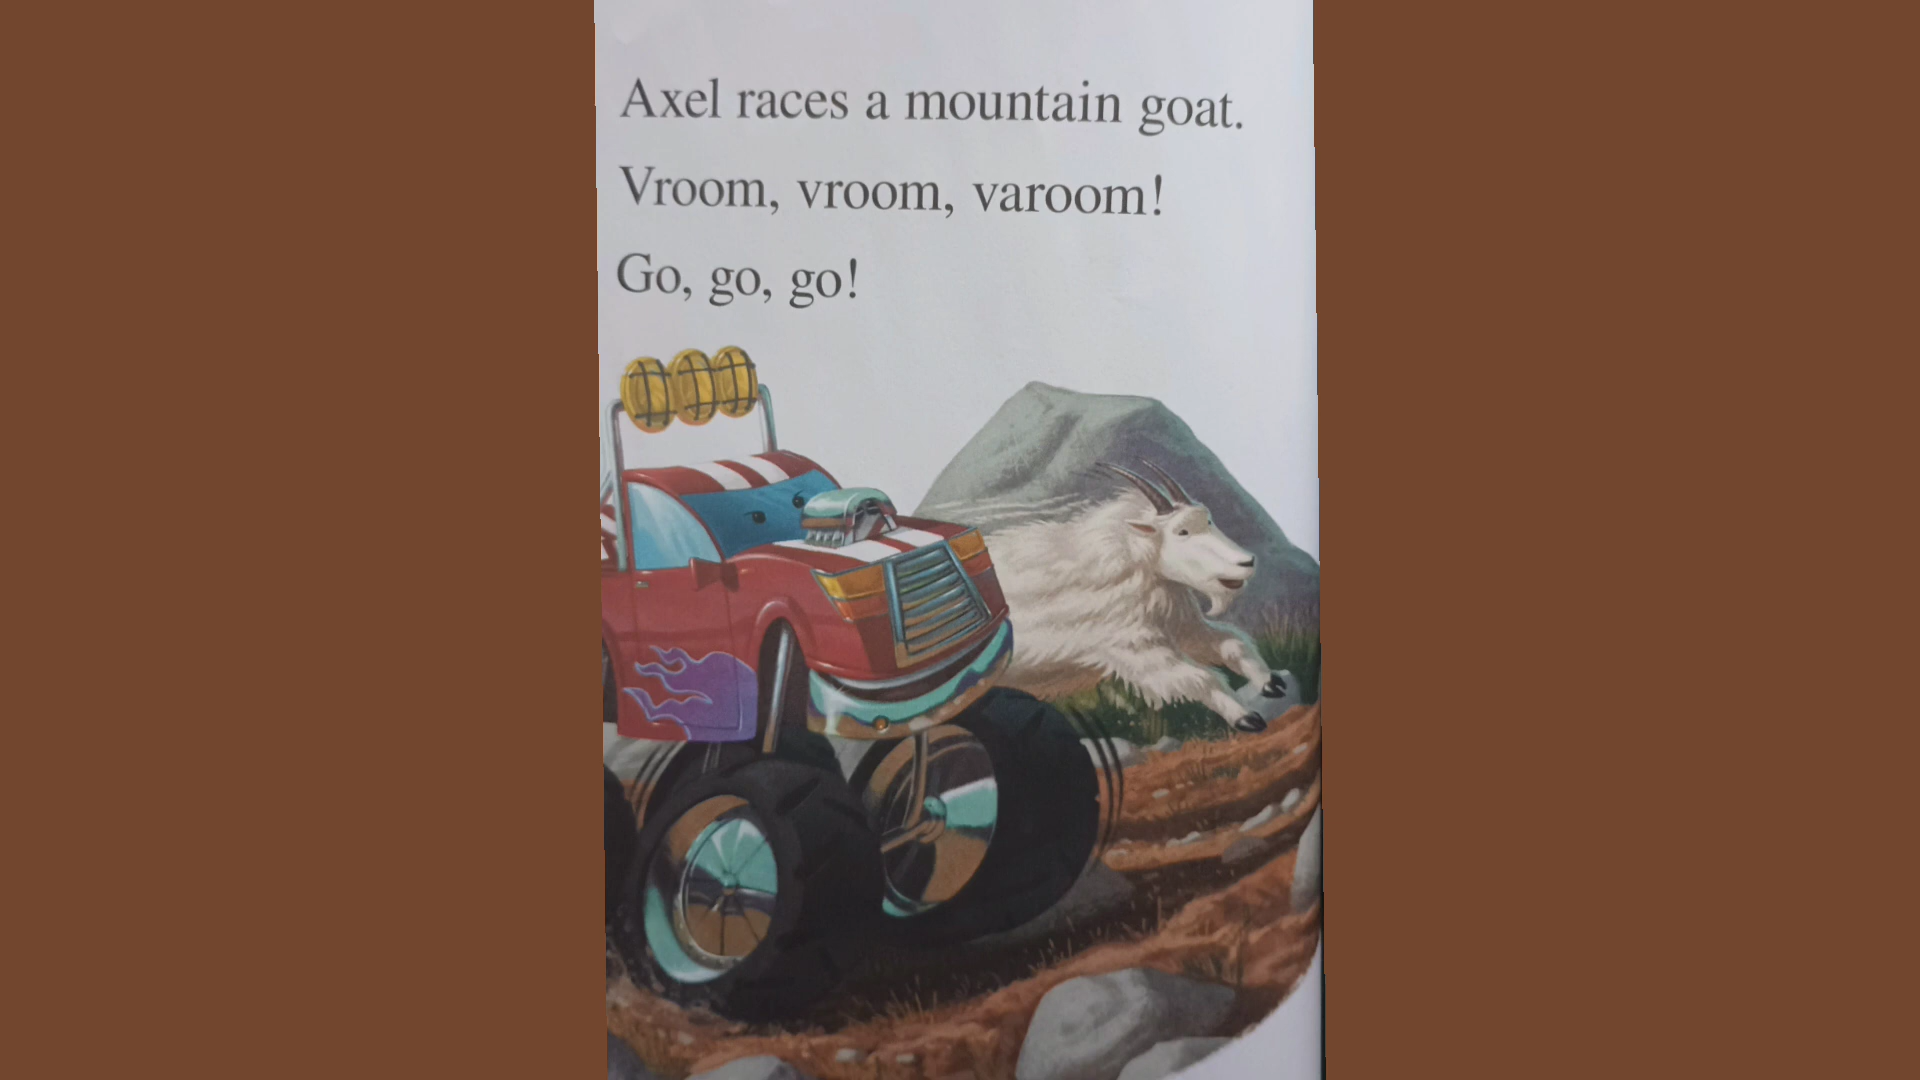 Axel races a mountain goat.
Vroom, vroom, varoom!
Go, go, go!